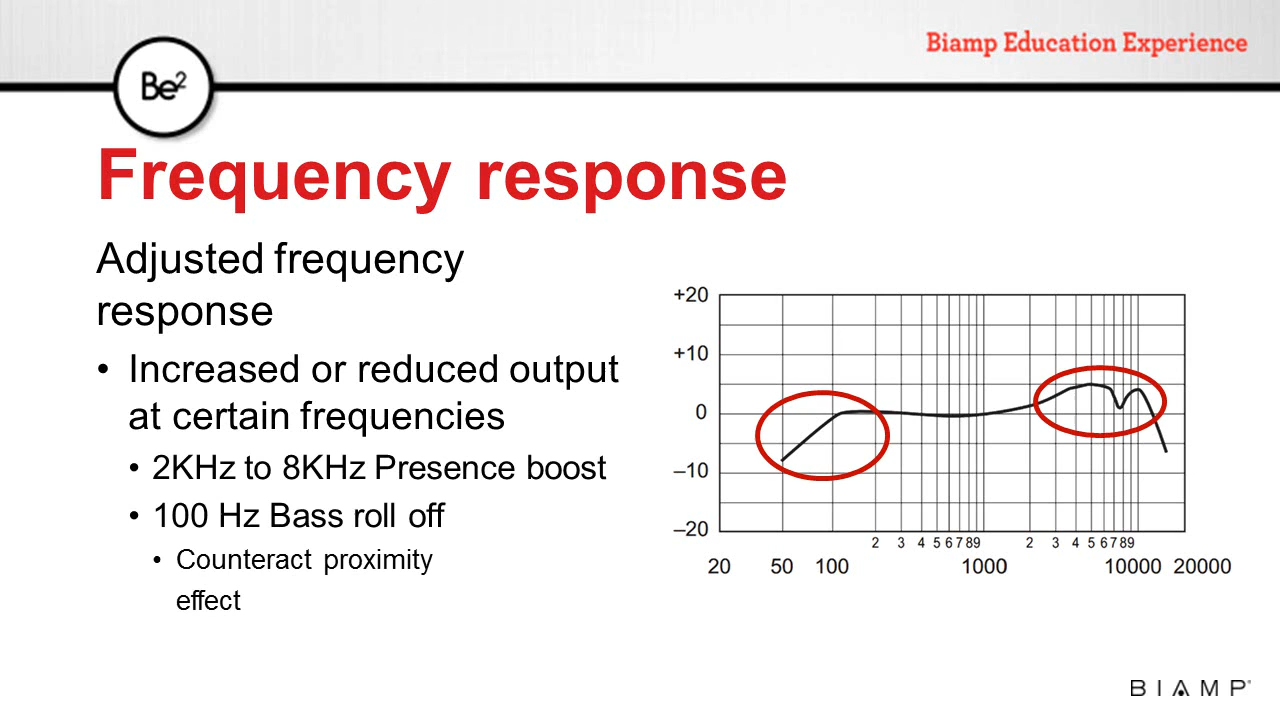 Biamp Education Experience
Be²
Frequency response
Adjusted frequency
response
• Increased or reduced output
at certain frequencies
• 2KHz to 8KHz Presence boost
• 100 Hz Bass roll off
• Counteract proximity
effect
+20
+10
0
–10
–20
2 3 4 5 6 7 8 9 2 3 4 5 6 7 8 9
20 50 100 1000 10000 20000
BIAMP